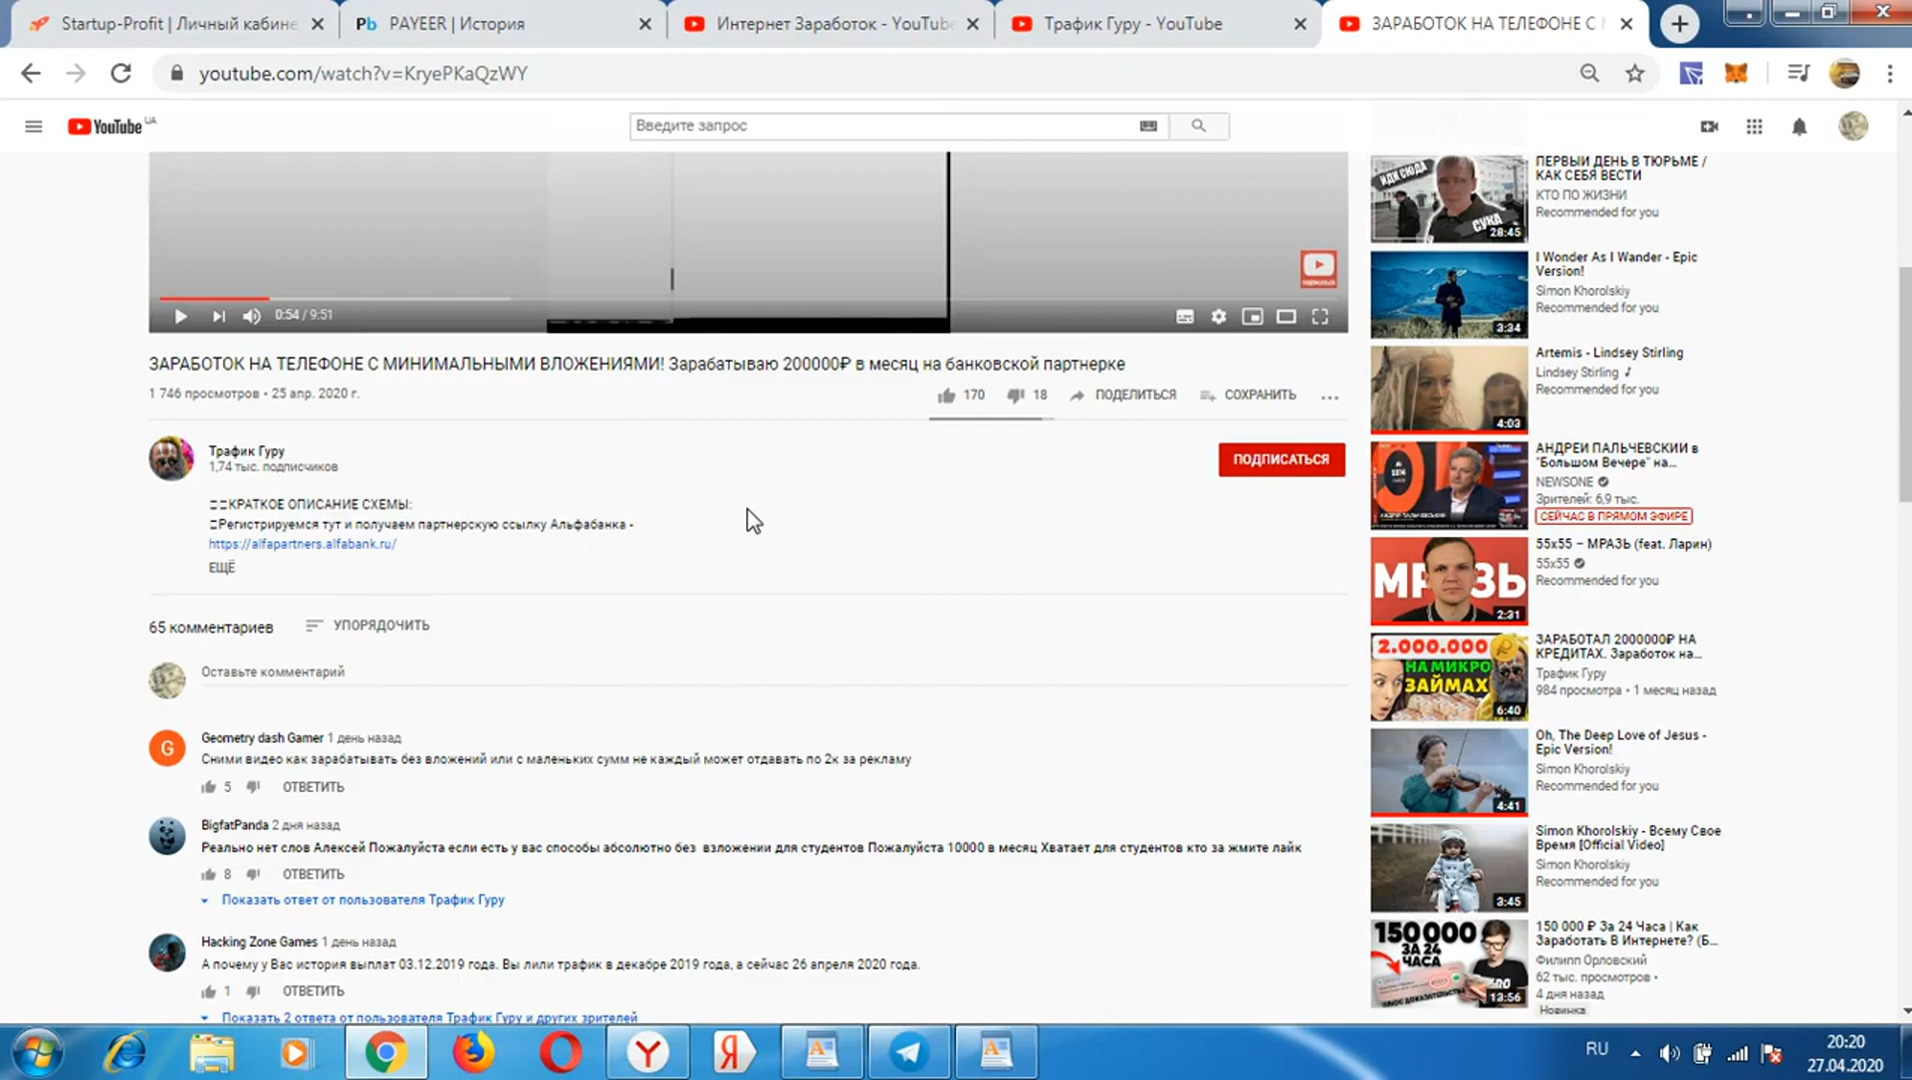 Startup-Profit | Личный кабине
PAYEER | История
Интернет Заработок - YouTube
Трафик Гуру - YouTube
ЗАРАБОТОК НА ТЕЛЕФОНЕ С
youtube.com/watch?v=KryePKaQzWY
YouTube UA
Введите запрос
0:54 / 9:51
ЗАРАБОТОК НА ТЕЛЕФОНЕ С МИНИМАЛЬНЫМИ ВЛОЖЕНИЯМИ! Зарабатываю 200000₽ в месяц на банковской партнерке
1 746 просмотров • 25 апр. 2020 г.
170
18
ПОДЕЛИТЬСЯ
СОХРАНИТЬ
Трафик Гуру
1,74 тыс. подписчиков
ПОДПИСАТЬСЯ
КРАТКОЕ ОПИСАНИЕ СХЕМЫ:
Регистрируемся тут и получаем партнерскую ссылку Альфабанка -
https://alfapartners.alfabank.ru/
ЕЩЁ
65 комментариев
УПОРЯДОЧИТЬ
Оставьте комментарий
G
Geometry dash Gamer 1 день назад
Сними видео как зарабатывать без вложений или с маленьких сумм не каждый может отдавать по 2к за рекламу
5
ОТВЕТИТЬ
BigfatPanda 2 дня назад
Реально нет слов Алексей Пожалуйста если есть у вас способы абсолютно без взложении для студентов Пожалуйста 10000 в месяц Хватает для студентов кто за жмите лайк
8
ОТВЕТИТЬ
Показать ответ от пользователя Трафик Гуру
Hacking Zone Games 1 день назад
А почему у Вас история выплат 03.12.2019 года. Вы лили трафик в декабре 2019 года, а сейчас 26 апреля 2020 года.
1
ОТВЕТИТЬ
Показать 2 ответа от пользователя Трафик Гуру и других зрителей
ИДИ СЮДА
СУКА
28:45
ПЕРВЫЙ ДЕНЬ В ТЮРЬМЕ /
КАК СЕБЯ ВЕСТИ
КТО ПО ЖИЗНИ
Recommended for you
3:34
I Wonder As I Wander - Epic
Version!
Simon Khorolskiy
Recommended for you
4:03
Artemis - Lindsey Stirling
Lindsey Stirling
Recommended for you
АНДРЕЙ ПАЛЬЧЕВСКИЙ в
"Большом Вечере" на...
NEWSONE
Зрителей: 6,9 тыс.
СЕЙЧАС В ПРЯМОМ ЭФИРЕ
МРАЗЬ
2:31
55x55 – МРАЗЬ (feat. Ларин)
55x55
Recommended for you
2.000.000 ₽
НА МИКРО
ЗАЙМАХ
6:40
ЗАРАБОТАЛ 2000000₽ НА
КРЕДИТАХ. Заработок на...
Трафик Гуру
984 просмотра • 1 месяц назад
4:41
Oh, The Deep Love of Jesus -
Epic Version!
Simon Khorolskiy
Recommended for you
3:45
Simon Khorolskiy - Всему Свое
Время [Official Video]
Simon Khorolskiy
Recommended for you
150 000
ЗА 24
ЧАСА
13:56
150 000 ₽ За 24 Часа | Как
Заработать В Интернете? (Б...
Филипп Орловский
62 тыс. просмотров •
4 дня назад
Новинка
RU
20:20
27.04.2020